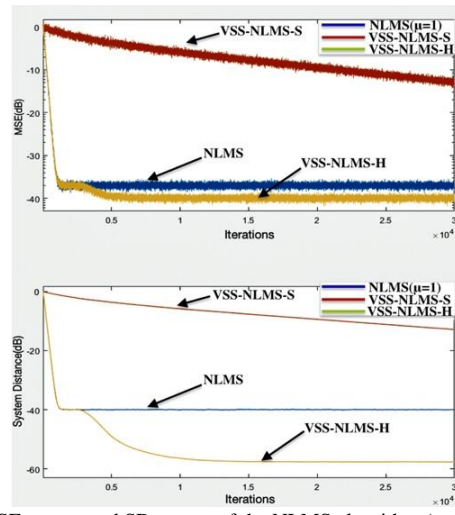 NLMS(μ=1)
VSS-NLMS-S
VSS-NLMS-H
VSS-NLMS-S
NLMS
VSS-NLMS-H
MSE(dB)
0
-10
-20
-30
-40
0.5
1
1.5
2
2.5
3
×10⁴
Iterations
NLMS(μ=1)
VSS-NLMS-S
VSS-NLMS-H
VSS-NLMS-S
NLMS
VSS-NLMS-H
System Distance(dB)
0
-20
-40
-60
0.5
1
1.5
2
2.5
3
×10⁴
Iterations